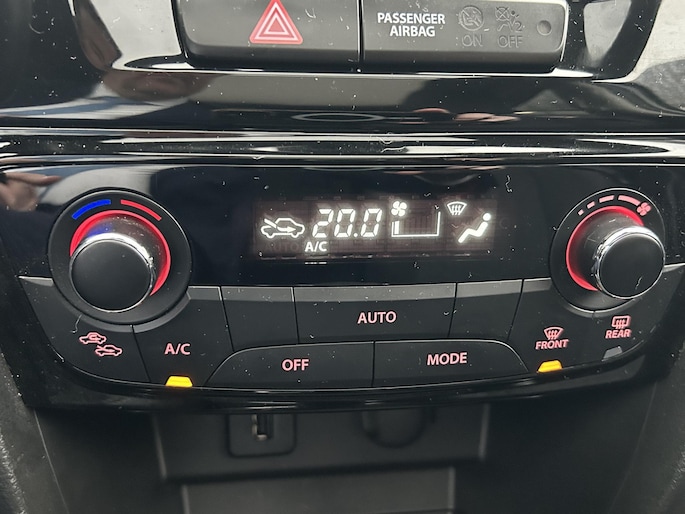 PASSENGER
AIRBAG
ON
OFF
20.0
A/C
AUTO
A/C
OFF
MODE
FRONT
REAR